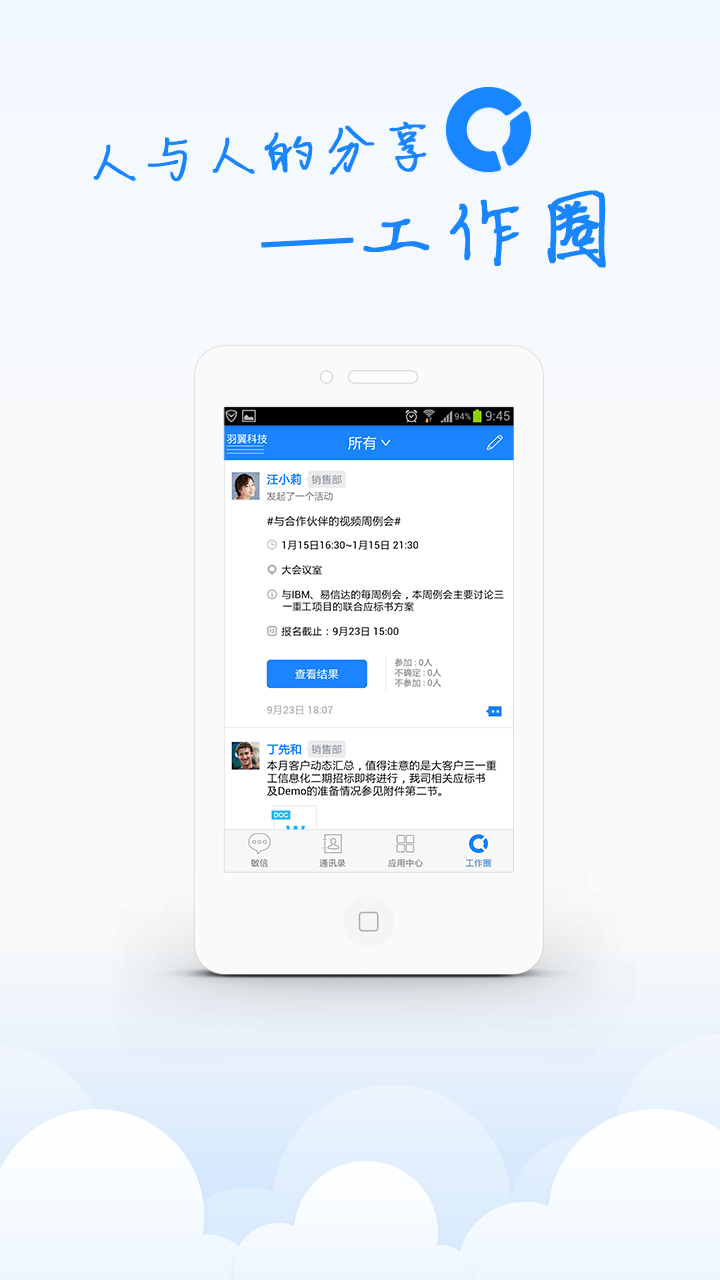 人与人的分享
—工作圈
94% 9:45
羽翼科技
所有
汪小莉 销售部
发起了一个活动
#与合作伙伴的视频周例会#
1月15日16:30~1月15日 21:30
大会议室
与IBM、易信达的每周例会，本周例会主要讨论三
一重工项目的联合应标书方案
12 报名截止：9月23日 15:00
查看结果
参加 : 0人
不确定 : 0人
不参加 : 0人
9月23日 18:07
丁先和 销售部
本月客户动态汇总，值得注意的是大客户三一重
工信息化二期招标即将进行，我司相关应标书
及Demo的准备情况参见附件第二节。
DOC
W
敏信 通讯录 应用中心 工作圈